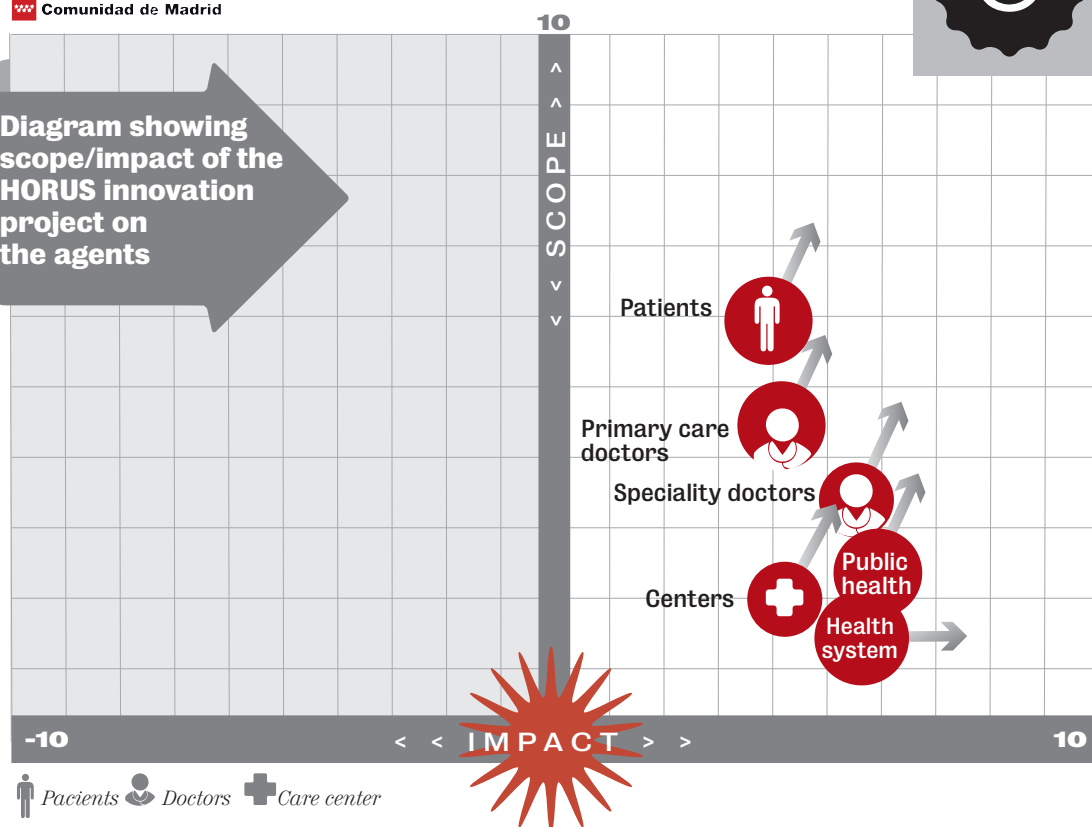 Comunidad de Madrid
10
Diagram showing
scope/impact of the
HORUS innovation
project on
the agents
< < SCOPE > >
Patients
Primary care
doctors
Speciality doctors
Public
health
Centers
Health
system
-10
< < IMPACT > >
10
Pacients
Doctors
Care center